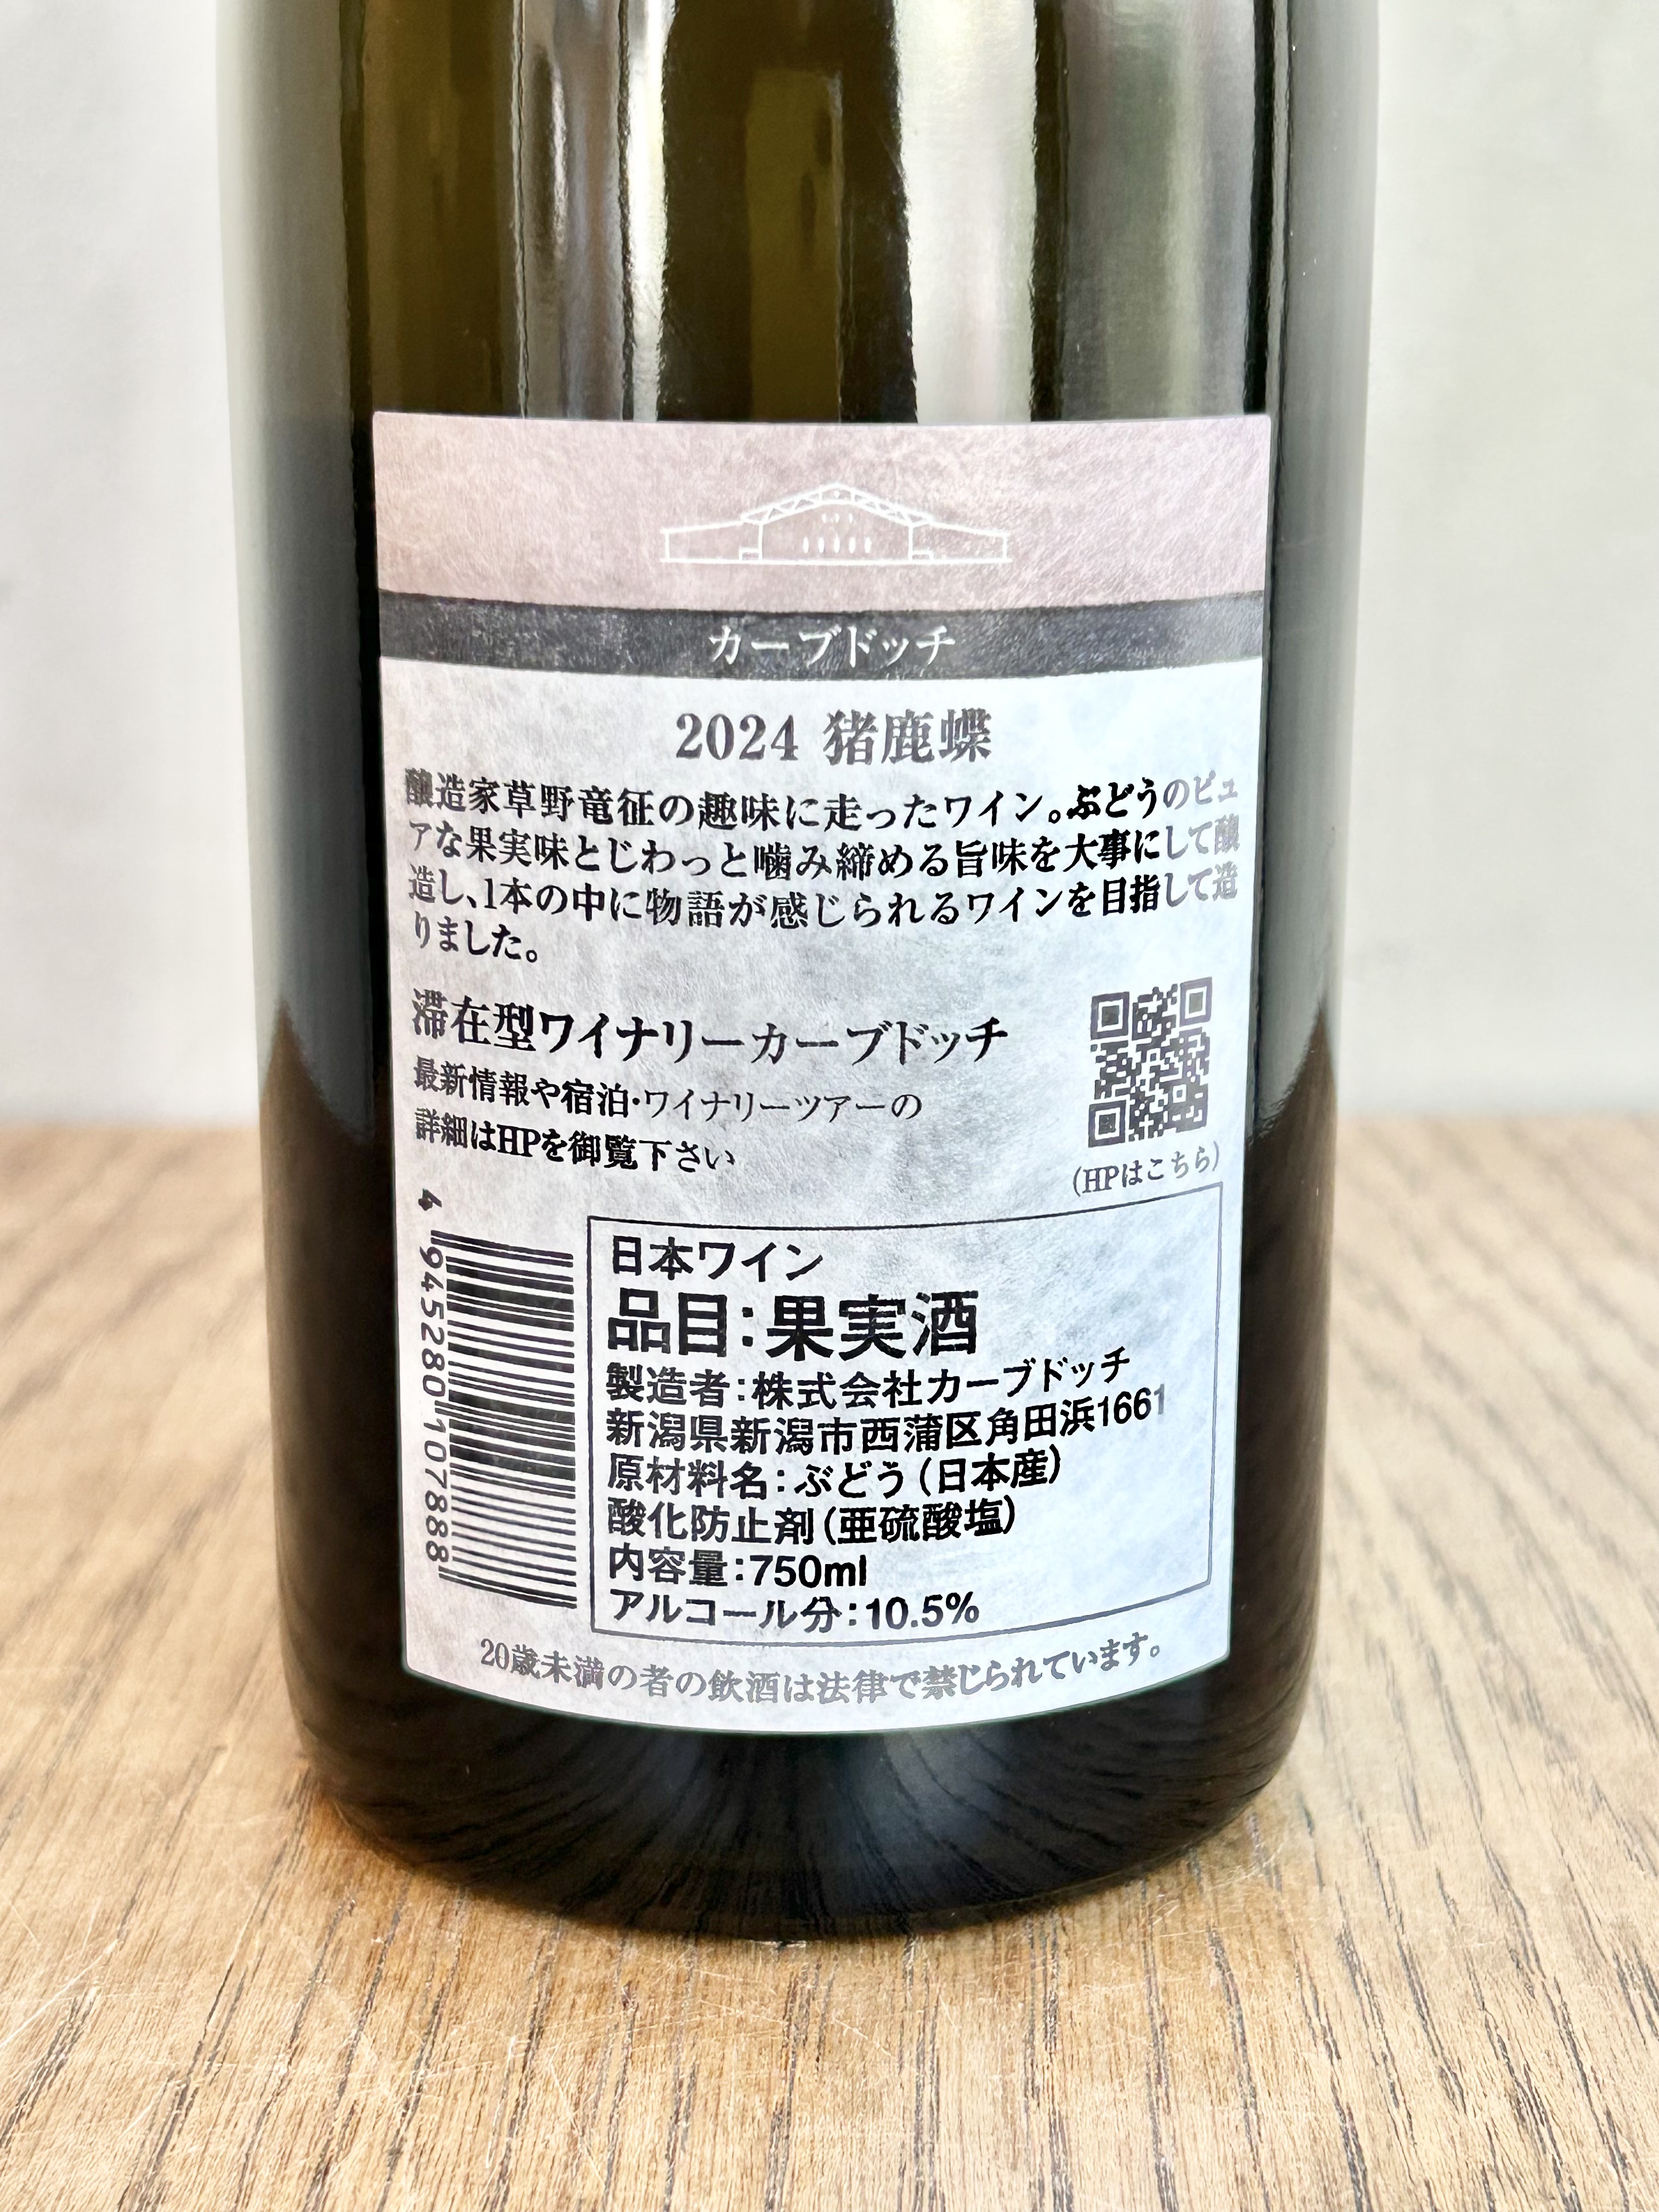 カーブドッチ
2024 猪鹿蝶
醸造家草野竜征の趣味に走ったワイン。ぶどうのピュ
アな果実味とじわっと噛み締める旨味を大事にして醸
造し、1本の中に物語が感じられるワインを目指して造
りました。
滞在型ワイナリーカーブドッチ
最新情報や宿泊・ワイナリーツアーの
詳細はHPを御覧下さい
(HPはこちら)
4 945280 107888
日本ワイン
品目：果実酒
製造者：株式会社カーブドッチ
新潟県新潟市西蒲区角田浜1661
原材料名：ぶどう（日本産）
酸化防止剤（亜硫酸塩）
内容量：750ml
アルコール分：10.5%
20歳未満の者の飲酒は法律で禁じられています。